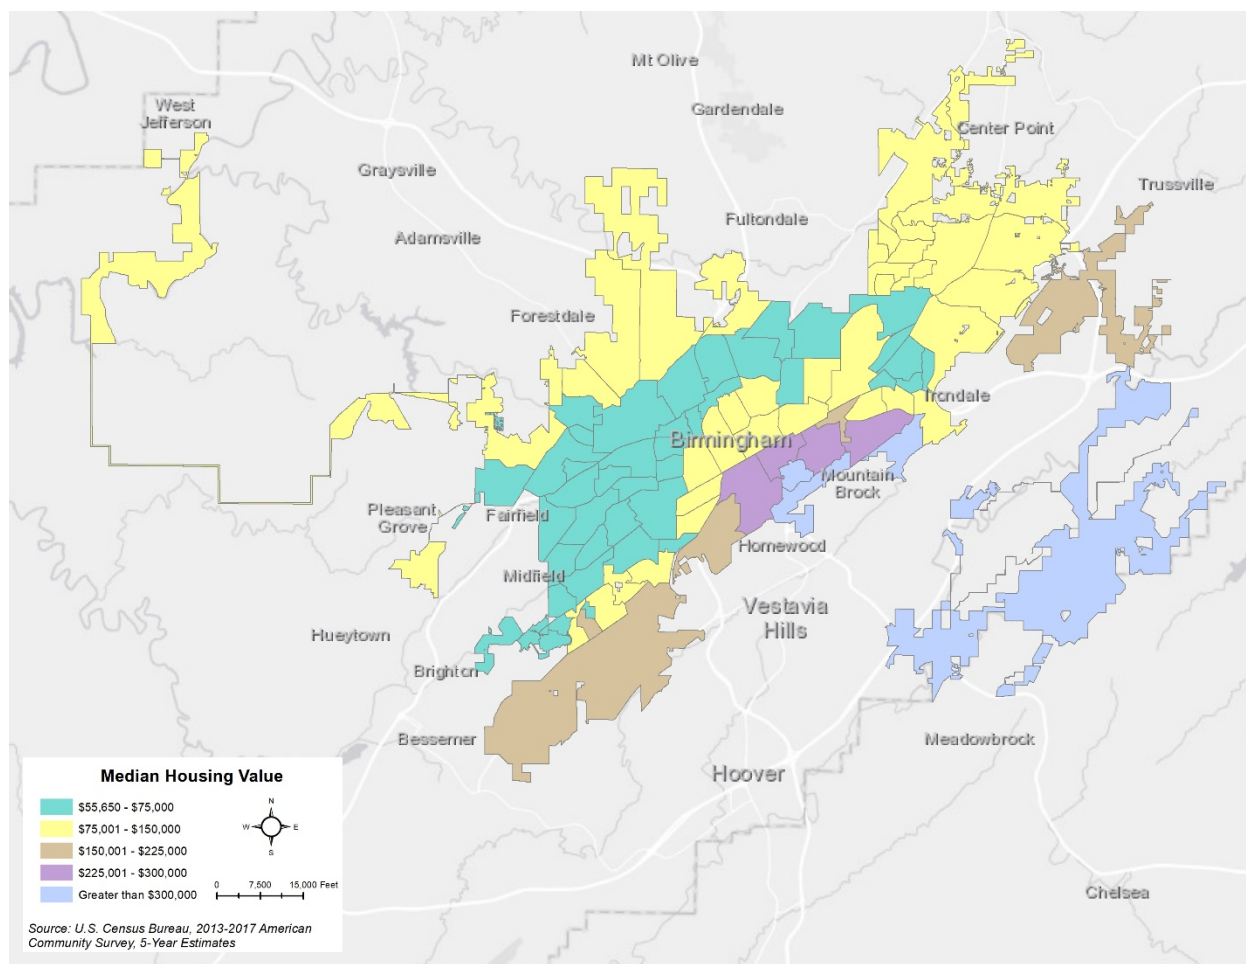 Mt Olive
West
Jefferson
Gardendale
Center Point
Graysville
Trussville
Fultondale
Adamsville
Forestdale
Irondale
Birmingham
Mountain
Brock
Pleasant
Grove
Fairfield
Homewood
Midfield
Vestavia
Hills
Hueytown
Brighton
Bessemer
Meadowbrock
Hoover
Chelsea
Median Housing Value
$55,650 - $75,000
$75,001 - $150,000
$150,001 - $225,000
$225,001 - $300,000
Greater than $300,000
N
W
E
S
0 7,500 15,000 Feet
Source: U.S. Census Bureau, 2013-2017 American
Community Survey, 5-Year Estimates